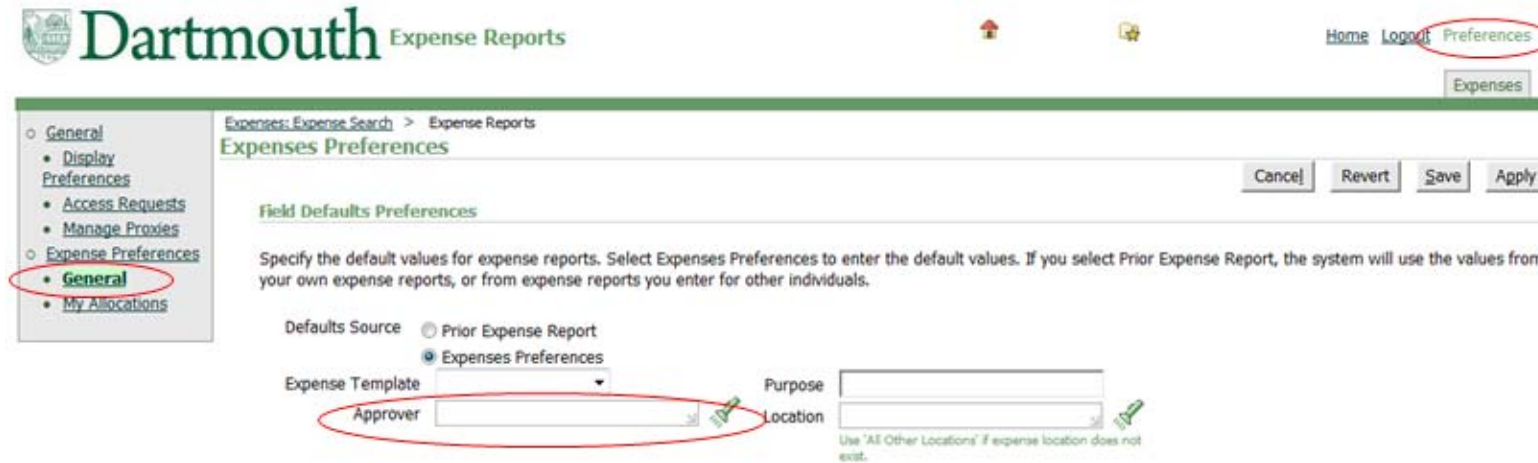 Dartmouth Expense Reports
Home Logout Preferences
Expenses
General
Display
Preferences
Access Requests
Manage Proxies
Expense Preferences
General
My Allocations
Expenses: Expense Search > Expense Reports
Expenses Preferences
Cancel Revert Save Apply
Field Defaults Preferences
Specify the default values for expense reports. Select Expenses Preferences to enter the default values. If you select Prior Expense Report, the system will use the values from
your own expense reports, or from expense reports you enter for other individuals.
Defaults Source Prior Expense Report
Expenses Preferences
Expense Template Purpose
Approver Location
Use 'All Other Locations' if expense location does not
exist.